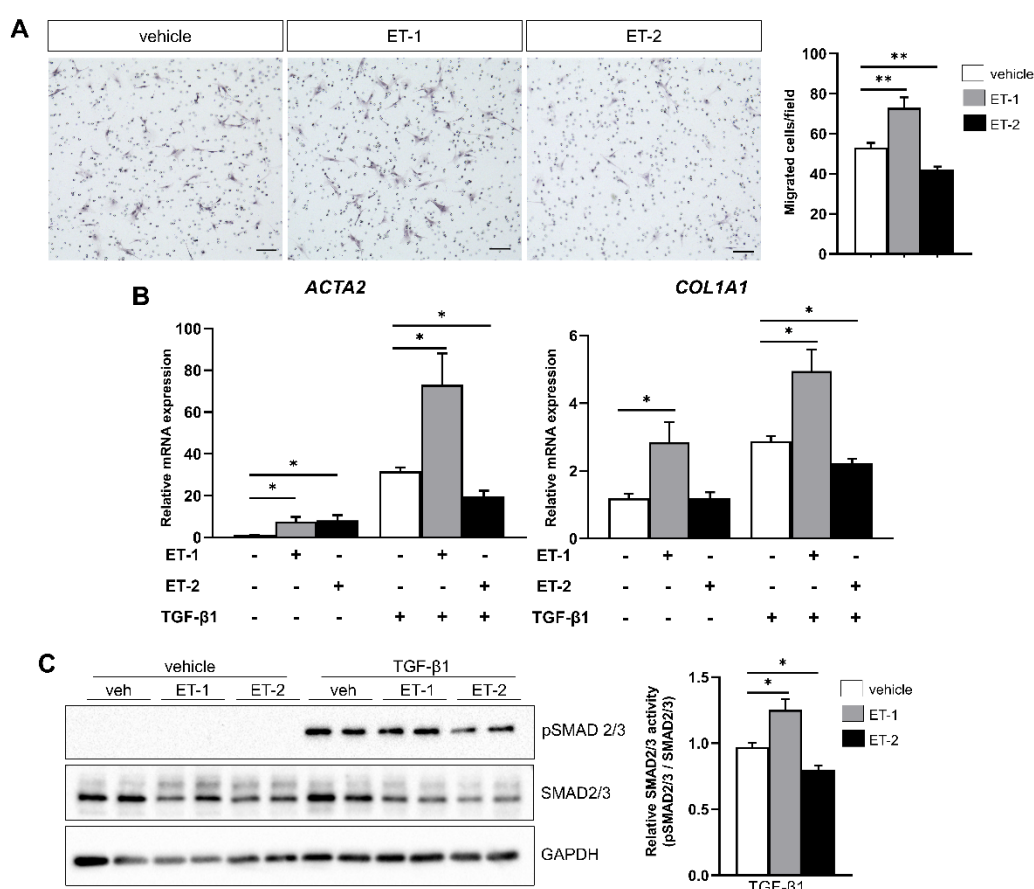 A
vehicle
ET-1
ET-2
Migrated cells/field
100
80
60
40
20
0
**
**
vehicle
ET-1
ET-2
B
ACTA2
Relative mRNA expression
100
80
60
40
20
0
*
*
*
*
ET-1 - + - - + -
ET-2 - - + - - +
TGF-β1 - - - + + +
COL1A1
Relative mRNA expression
6
4
2
0
*
*
*
ET-1 - + - - + -
ET-2 - - + - - +
TGF-β1 - - - + + +
C
vehicle TGF-β1
veh ET-1 ET-2 veh ET-1 ET-2
pSMAD 2/3
SMAD2/3
GAPDH
Relative SMAD2/3 activity
(pSMAD2/3 / SMAD2/3)
1.5
1.0
0.5
0.0
*
*
TGF-β1
vehicle
ET-1
ET-2